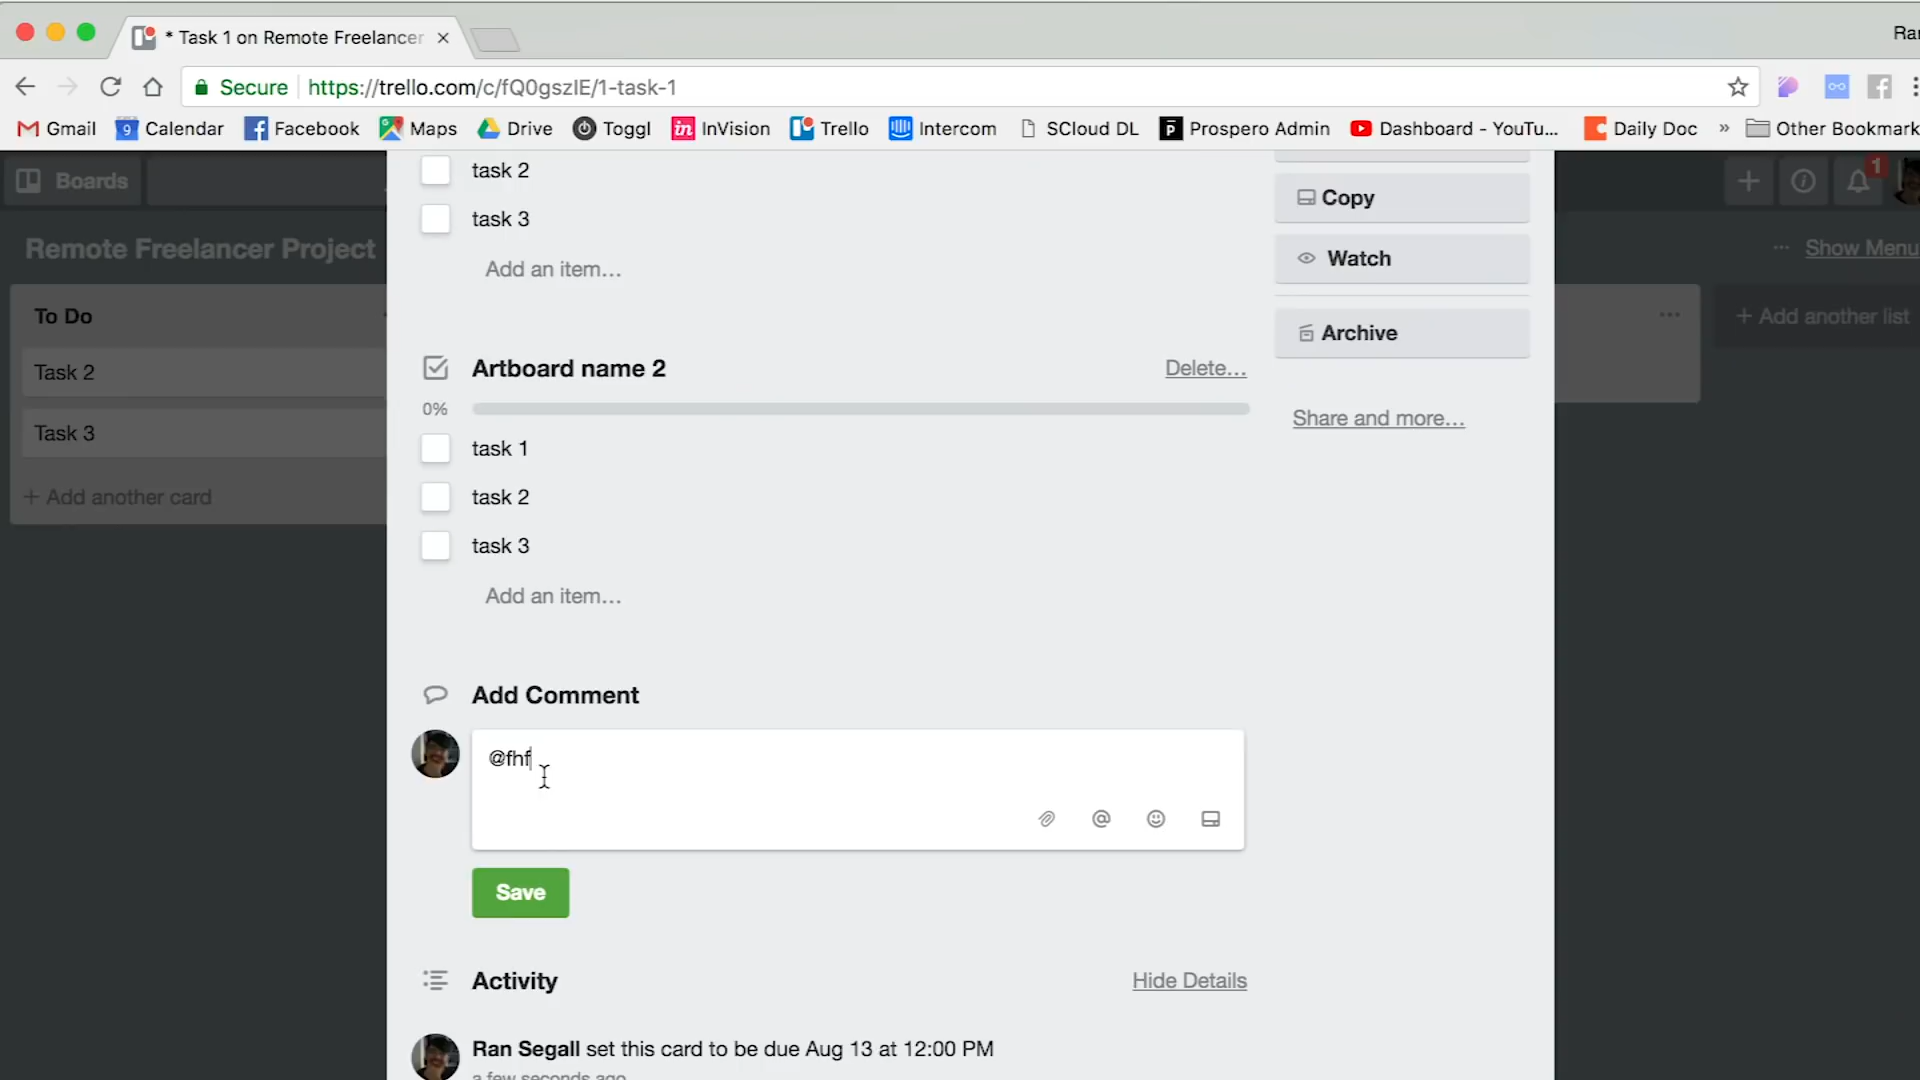 * Task 1 on Remote Freelancer
Ran
Secure https://trello.com/c/fQ0gszIE/1-task-1
Gmail Calendar Facebook Maps Drive Toggl InVision Trello Intercom SCloud DL Prospero Admin Dashboard - YouTu... Daily Doc » Other Bookmark
Boards
1
Remote Freelancer Project
... Show Menu
To Do
Task 2
Task 3
+ Add another card
+ Add another list
task 2
task 3
Add an item...
Artboard name 2 Delete...
0%
task 1
task 2
task 3
Add an item...
Copy
Watch
Archive
Share and more...
Add Comment
@fhf
Save
Activity Hide Details
Ran Segall set this card to be due Aug 13 at 12:00 PM
a few seconds ago